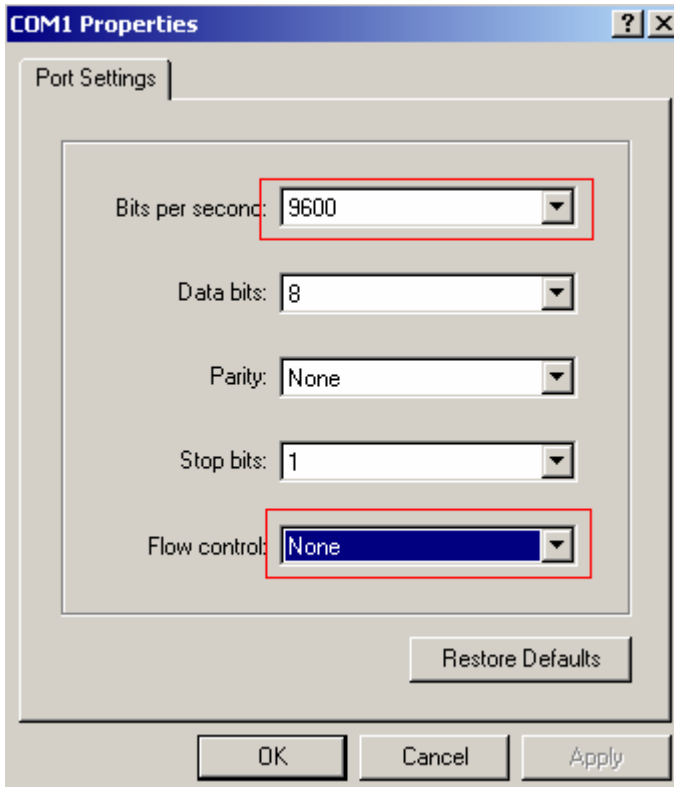 COM1 Properties
Port Settings
Bits per second: 9600
Data bits: 8
Parity: None
Stop bits: 1
Flow control: None
Restore Defaults
OK Cancel Apply